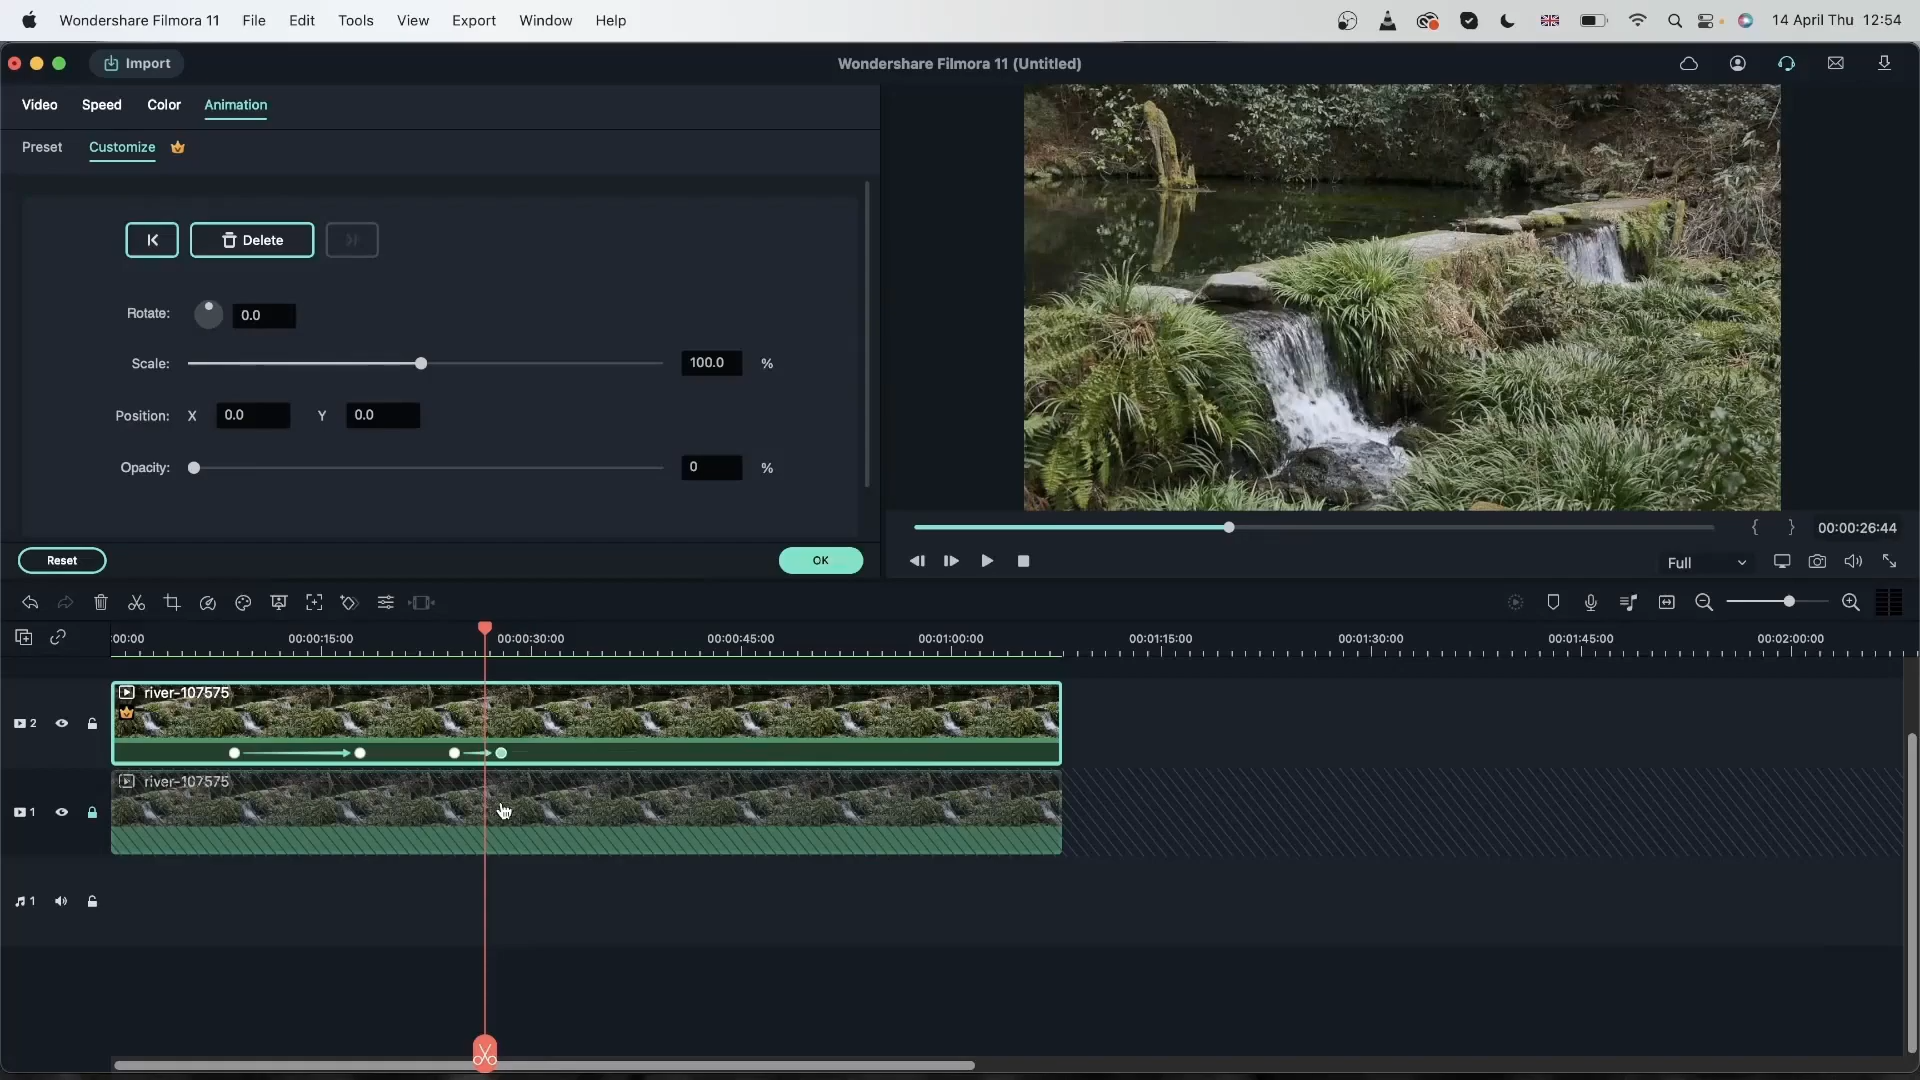 Wondershare Filmora 11 File Edit Tools View Export Window Help 14 April Thu 12:54
Import Wondershare Filmora 11 (Untitled)
Video Speed Color Animation
Preset Customize
Delete
Rotate: 0.0
Scale: 100.0 %
Position: X 0.0 Y 0.0
Opacity: 0 %
{ } 00:00:26:44
Reset OK Full
:00:00 00:00:15:00 00:00:30:00 00:00:45:00 00:01:00:00 00:01:15:00 00:01:30:00 00:01:45:00 00:02:00:00
river-107575
2
river-107575
1
1